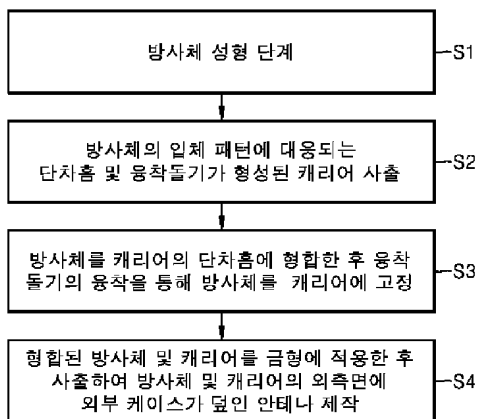 방사체 성형 단계
S1
방사체의 입체 패턴에 대응되는
단차홈 및 융착돌기가 형성된 캐리어 사출
S2
방사체를 캐리어의 단차홈에 형합한 후 융착
돌기의 융착을 통해 방사체를 캐리어에 고정
S3
형합된 방사체 및 캐리어를 금형에 적용한 후
사출하여 방사체 및 캐리어의 외측면에
외부 케이스가 덮인 안테나 제작
S4